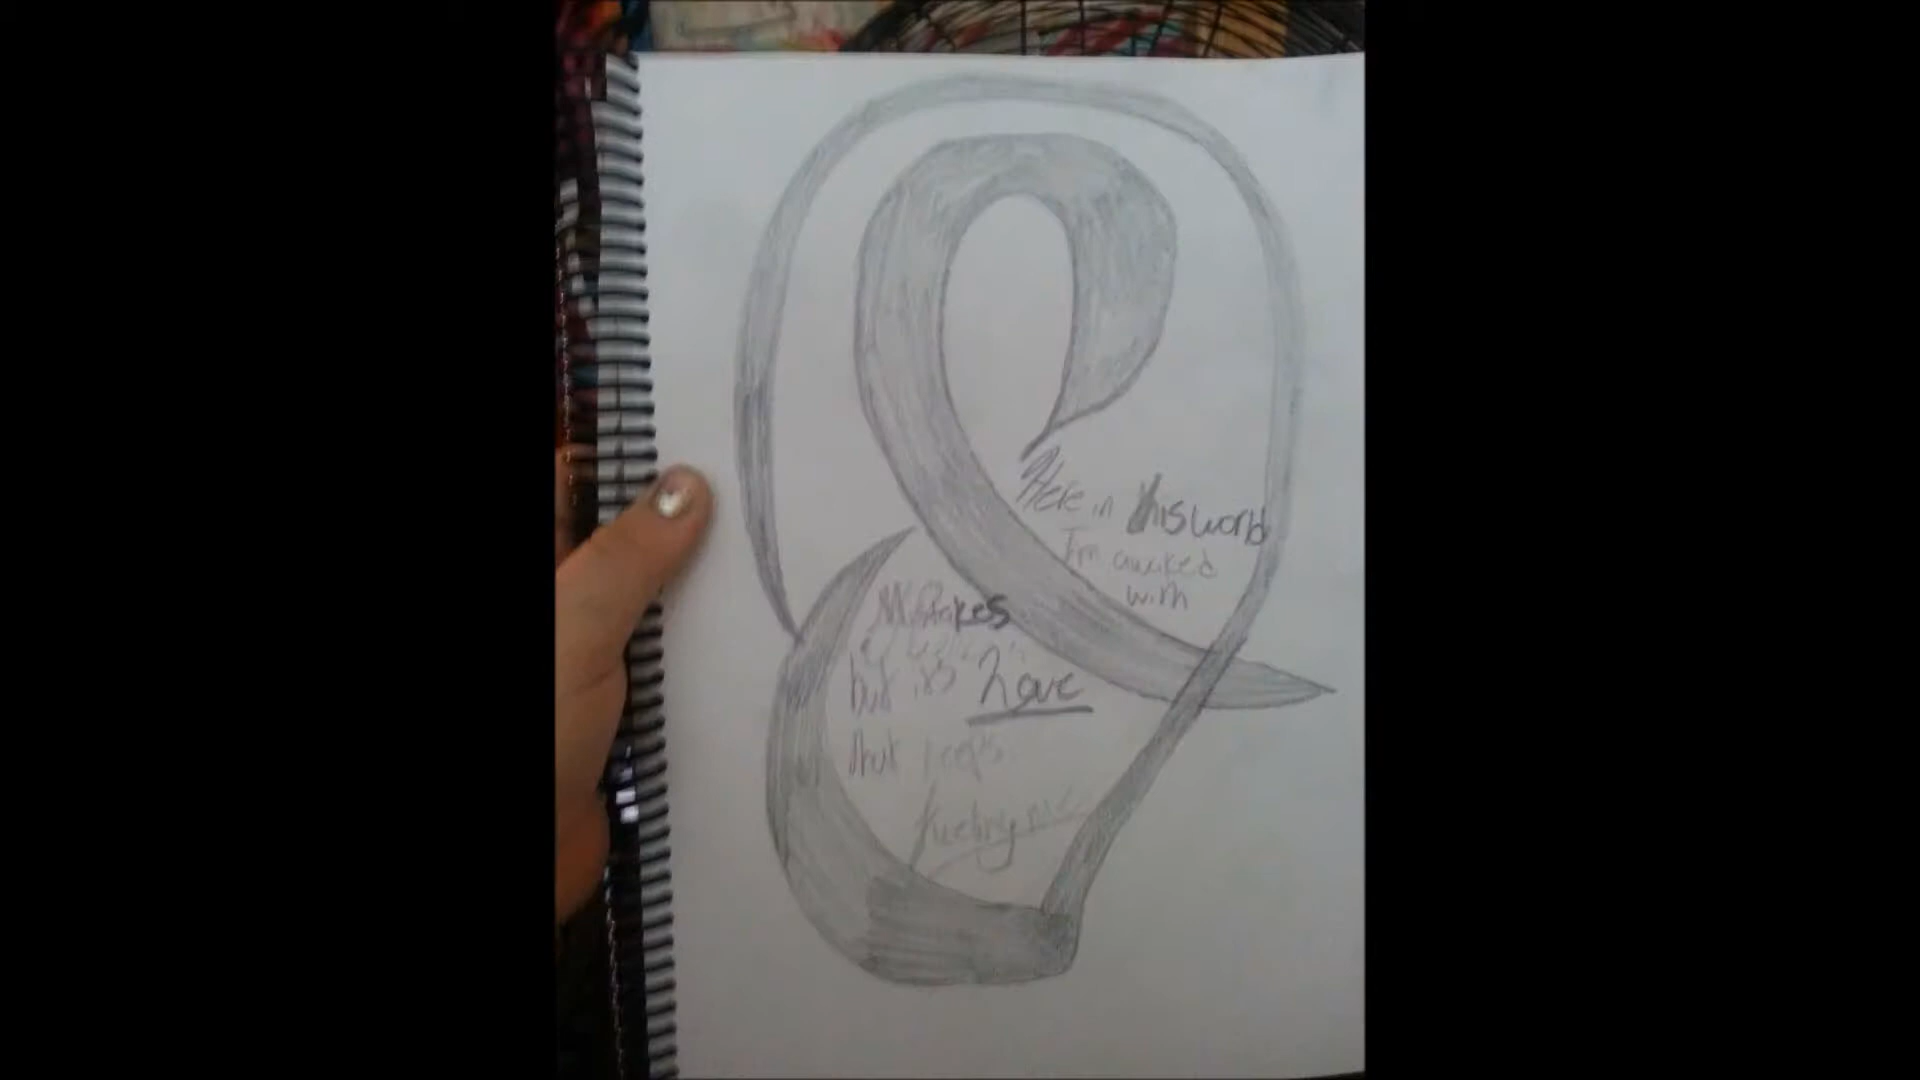 Here in this world
I'm awaked
with
Mistakes
but it's Love
that keeps
fueling me